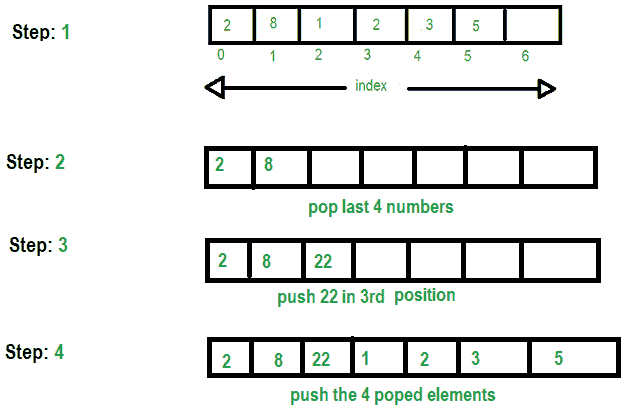 Step: 1
2 8 1 2 3 5
0 1 2 3 4 5 6
index
Step: 2
2 8
pop last 4 numbers
Step: 3
2 8 22
push 22 in 3rd position
Step: 4
2 8 22 1 2 3 5
push the 4 poped elements